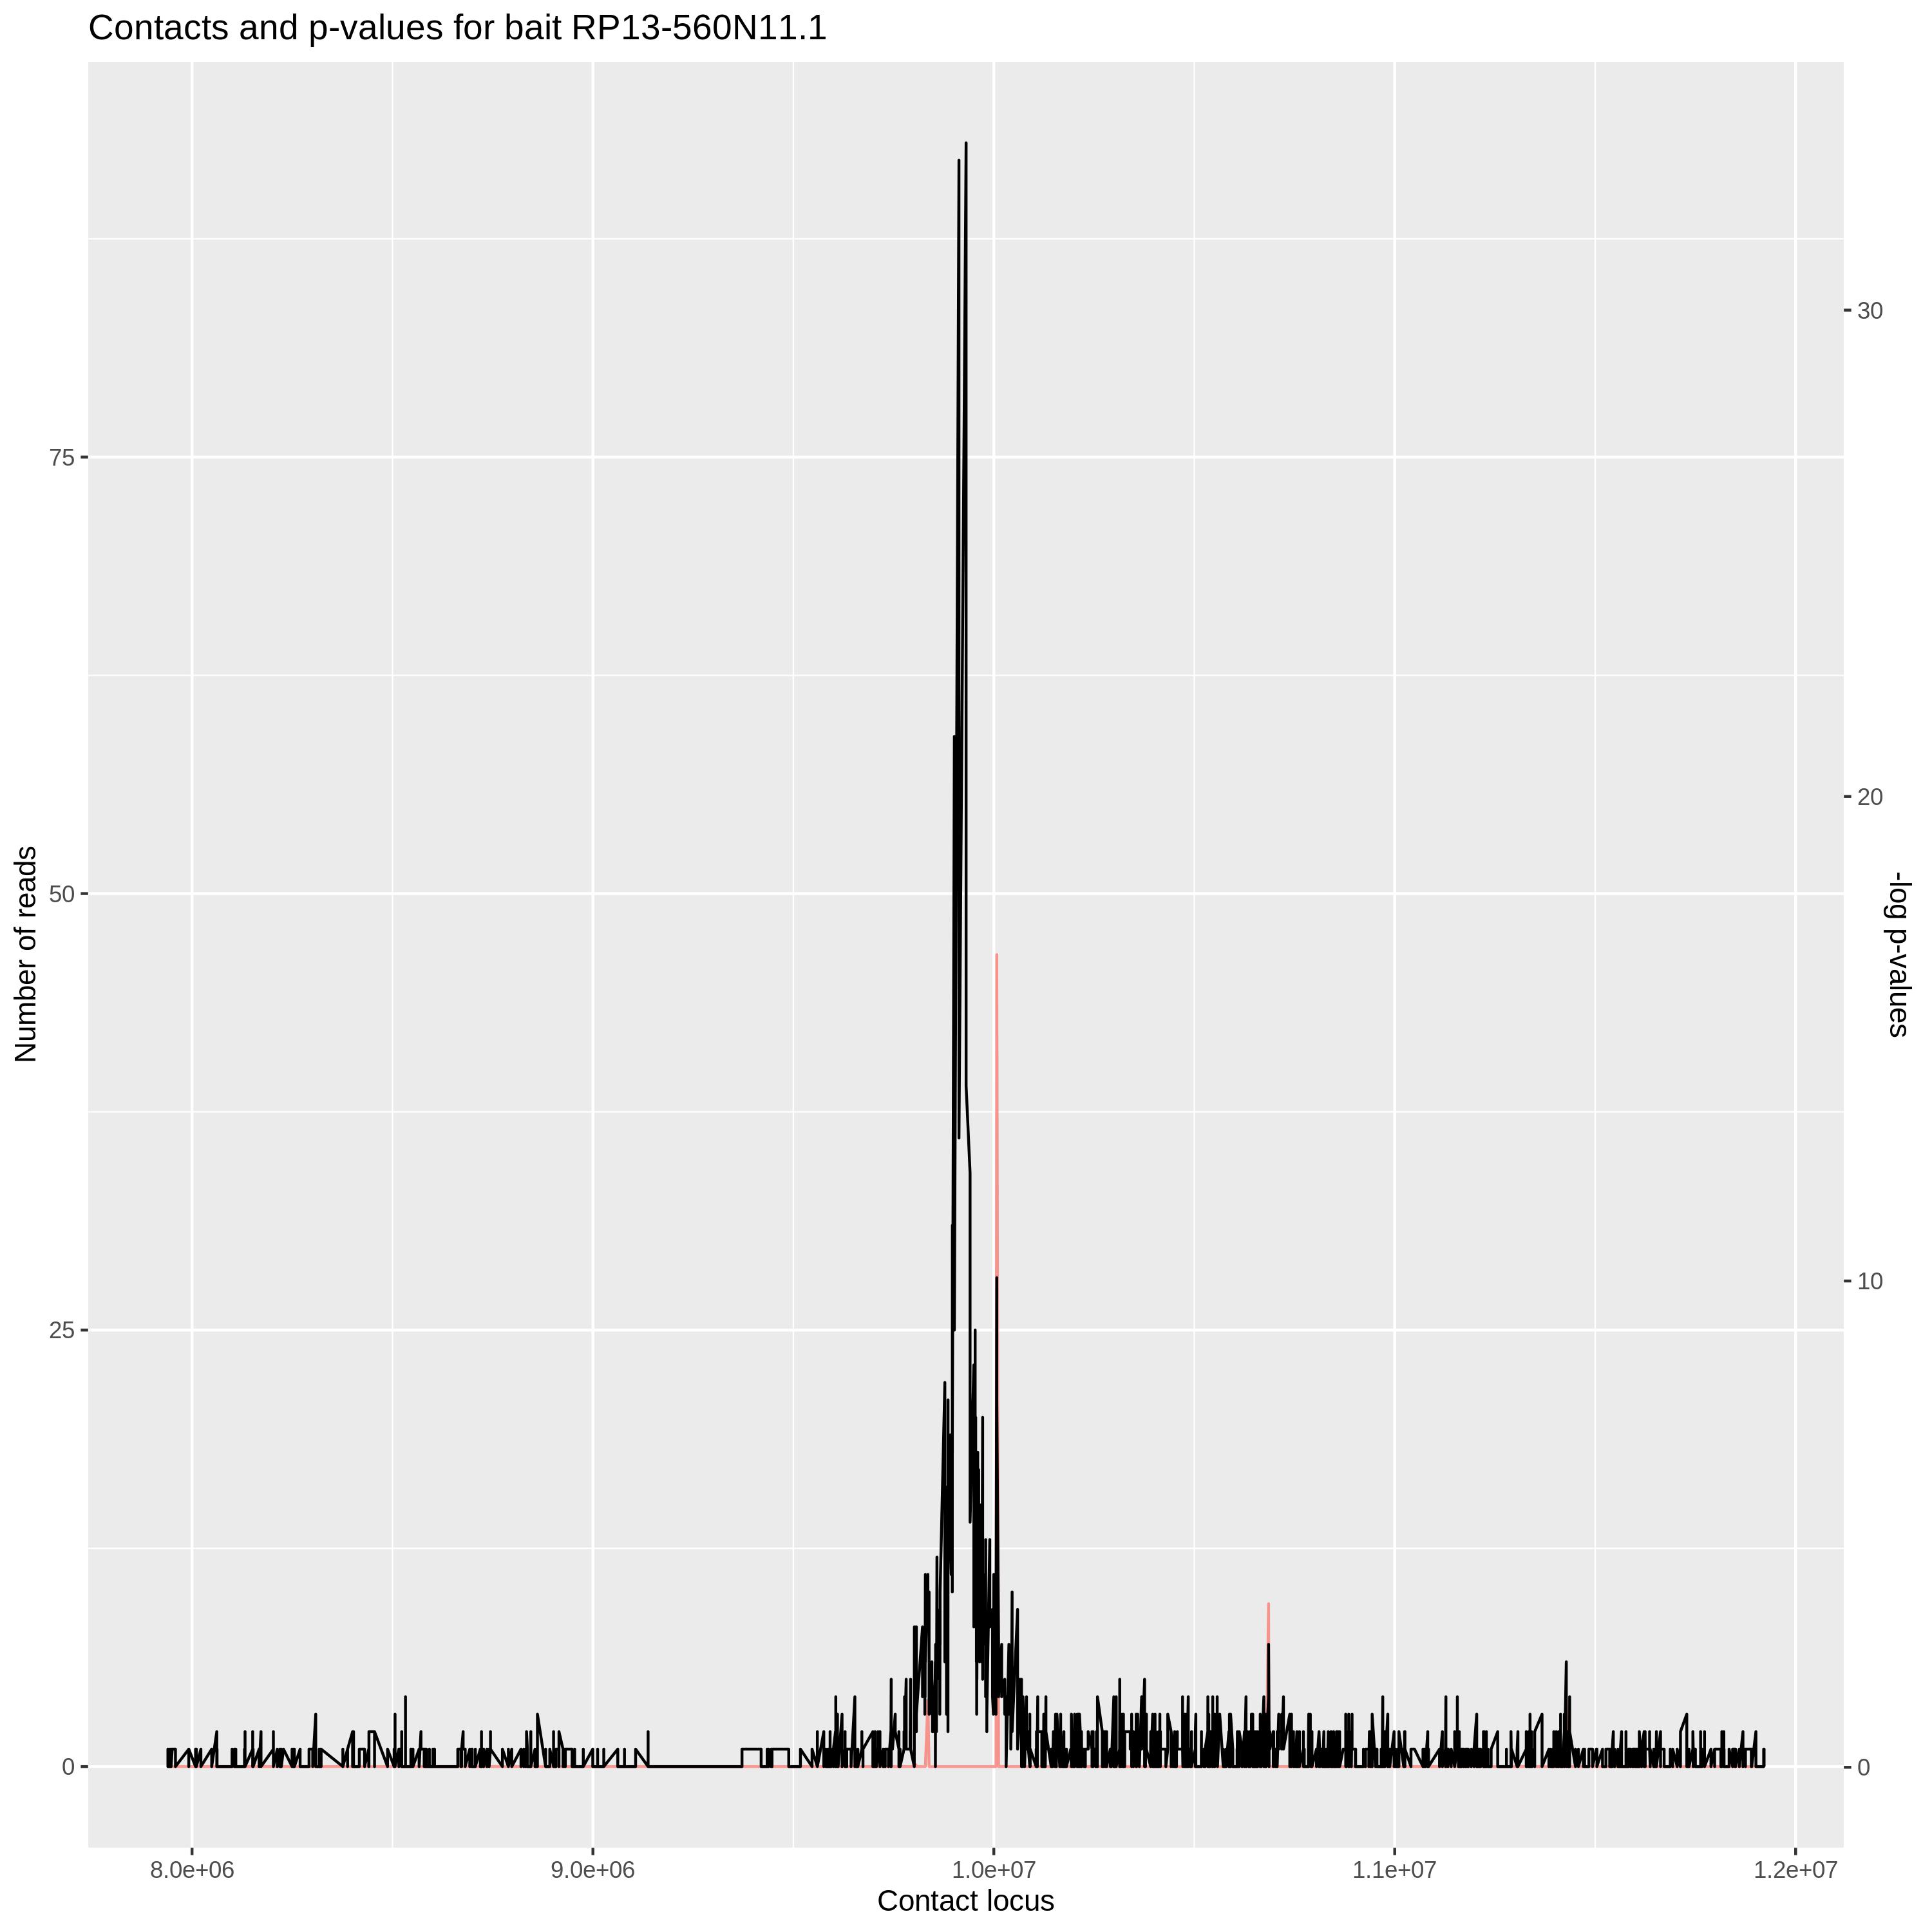 Contacts and p-values for bait RP13-560N11.1
Number of reads
75
50
25
0
30
20
10
0
-log p-values
8.0e+06
9.0e+06
1.0e+07
1.1e+07
1.2e+07
Contact locus